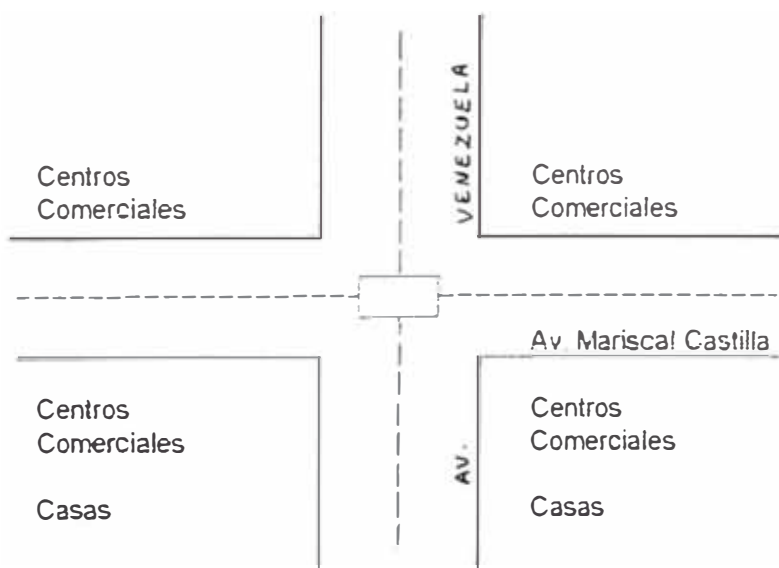 Centros
Comerciales
VENEZUELA
Centros
Comerciales
Av. Mariscal Castilla
Centros
Comerciales
Casas
AV.
Centros
Comerciales
Casas